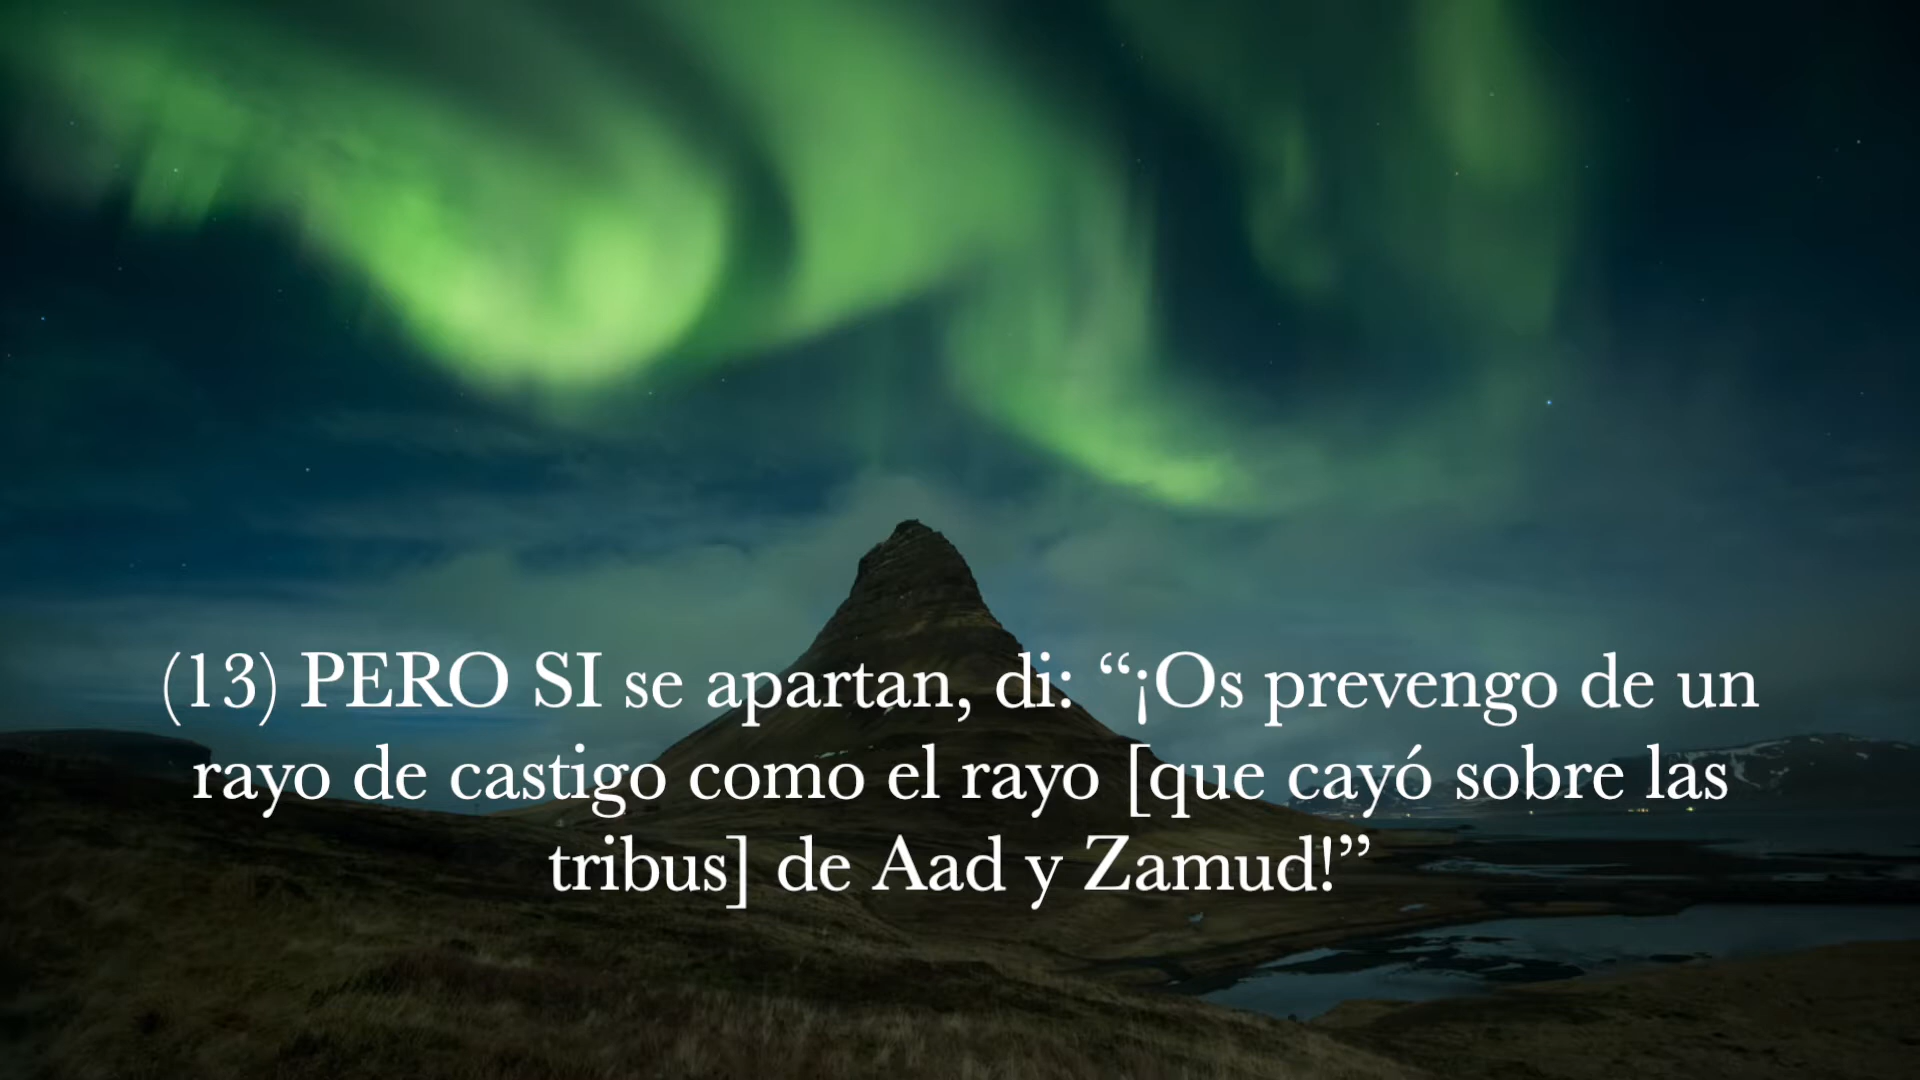 (13) PERO SI se apartan, di: “¡Os prevengo de un
rayo de castigo como el rayo [que cayó sobre las
tribus] de Aad y Zamud!”